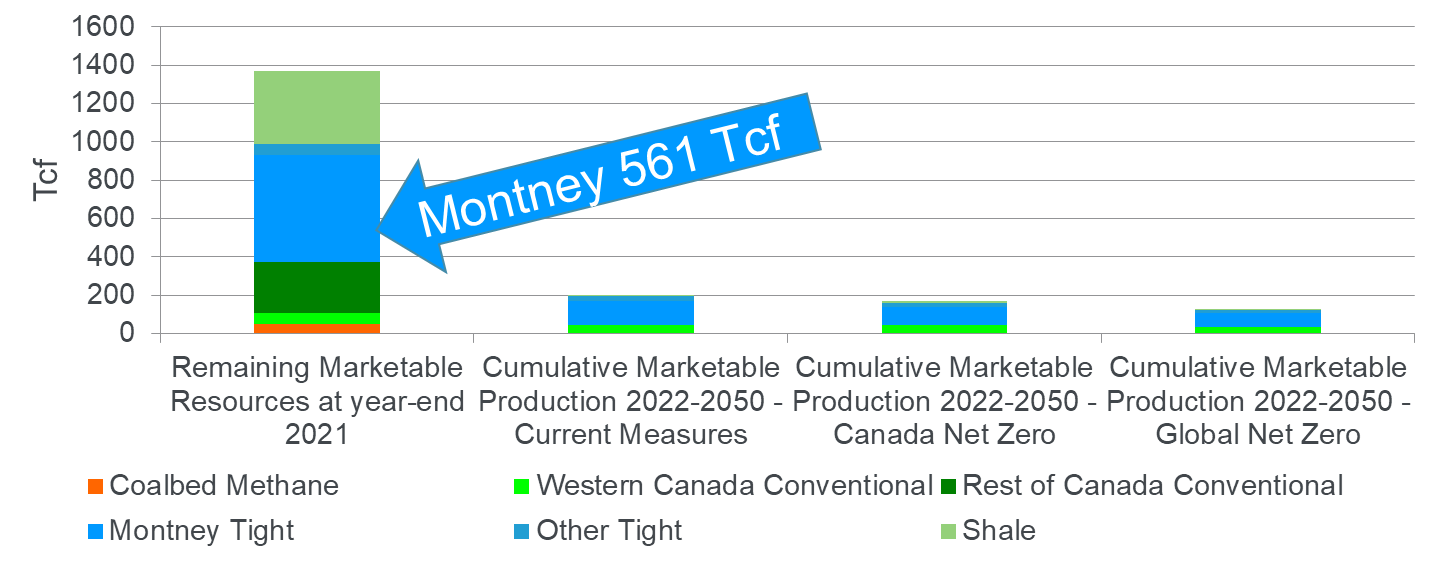 1600
1400
1200
1000
800
600
400
200
0
Tcf
Montney 561 Tcf
Remaining Marketable
Resources at year-end
2021
Cumulative Marketable
Production 2022-2050 -
Current Measures
Cumulative Marketable
Production 2022-2050 -
Canada Net Zero
Cumulative Marketable
Production 2022-2050 -
Global Net Zero
Coalbed Methane
Western Canada Conventional
Rest of Canada Conventional
Montney Tight
Other Tight
Shale